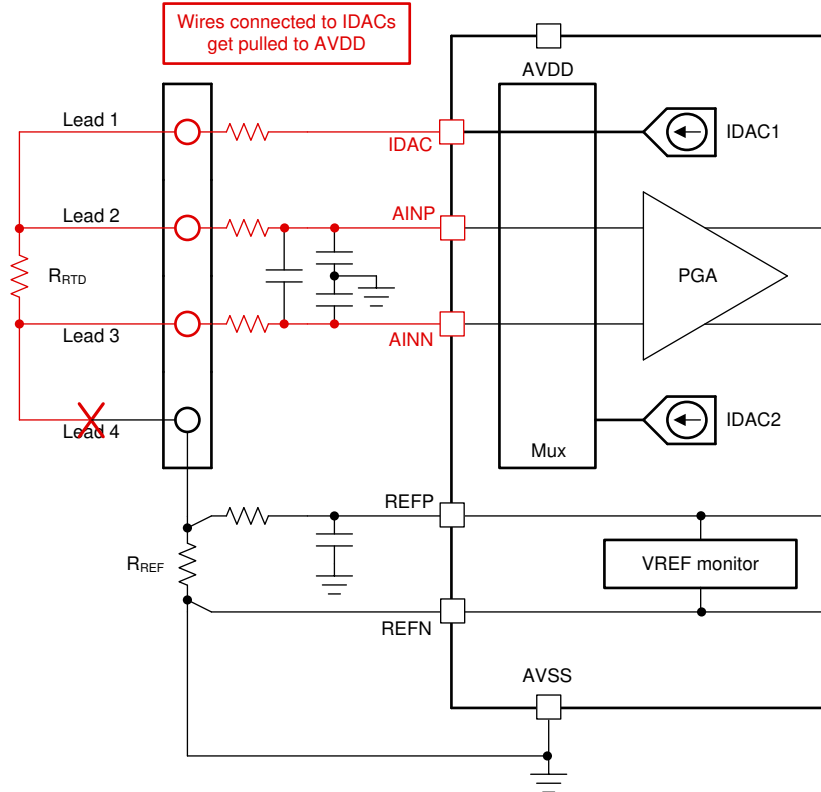 Wires connected to IDACs
get pulled to AVDD
AVDD
Lead 1
IDAC
IDAC1
Lead 2
AINP
RRTD
PGA
Lead 3
AINN
Lead 4
IDAC2
Mux
REFP
RREF
VREF monitor
REFN
AVSS